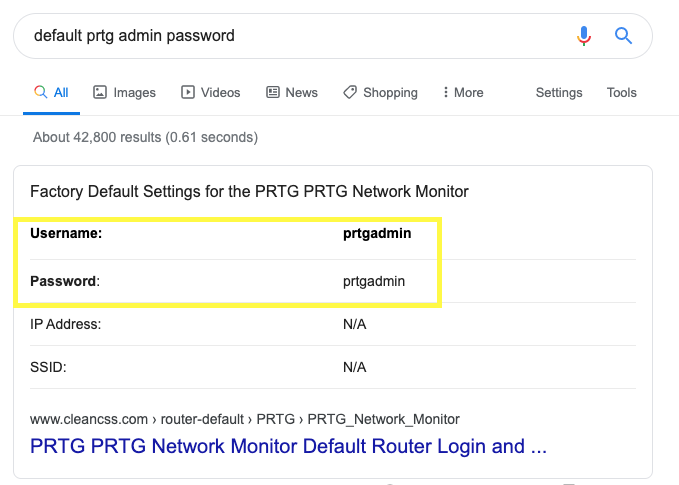 default prtg admin password
All Images Videos News Shopping More Settings Tools
About 42,800 results (0.61 seconds)
Factory Default Settings for the PRTG PRTG Network Monitor
Username: prtgadmin
Password: prtgadmin
IP Address: N/A
SSID: N/A
www.cleancss.com › router-default › PRTG › PRTG_Network_Monitor
PRTG PRTG Network Monitor Default Router Login and ...